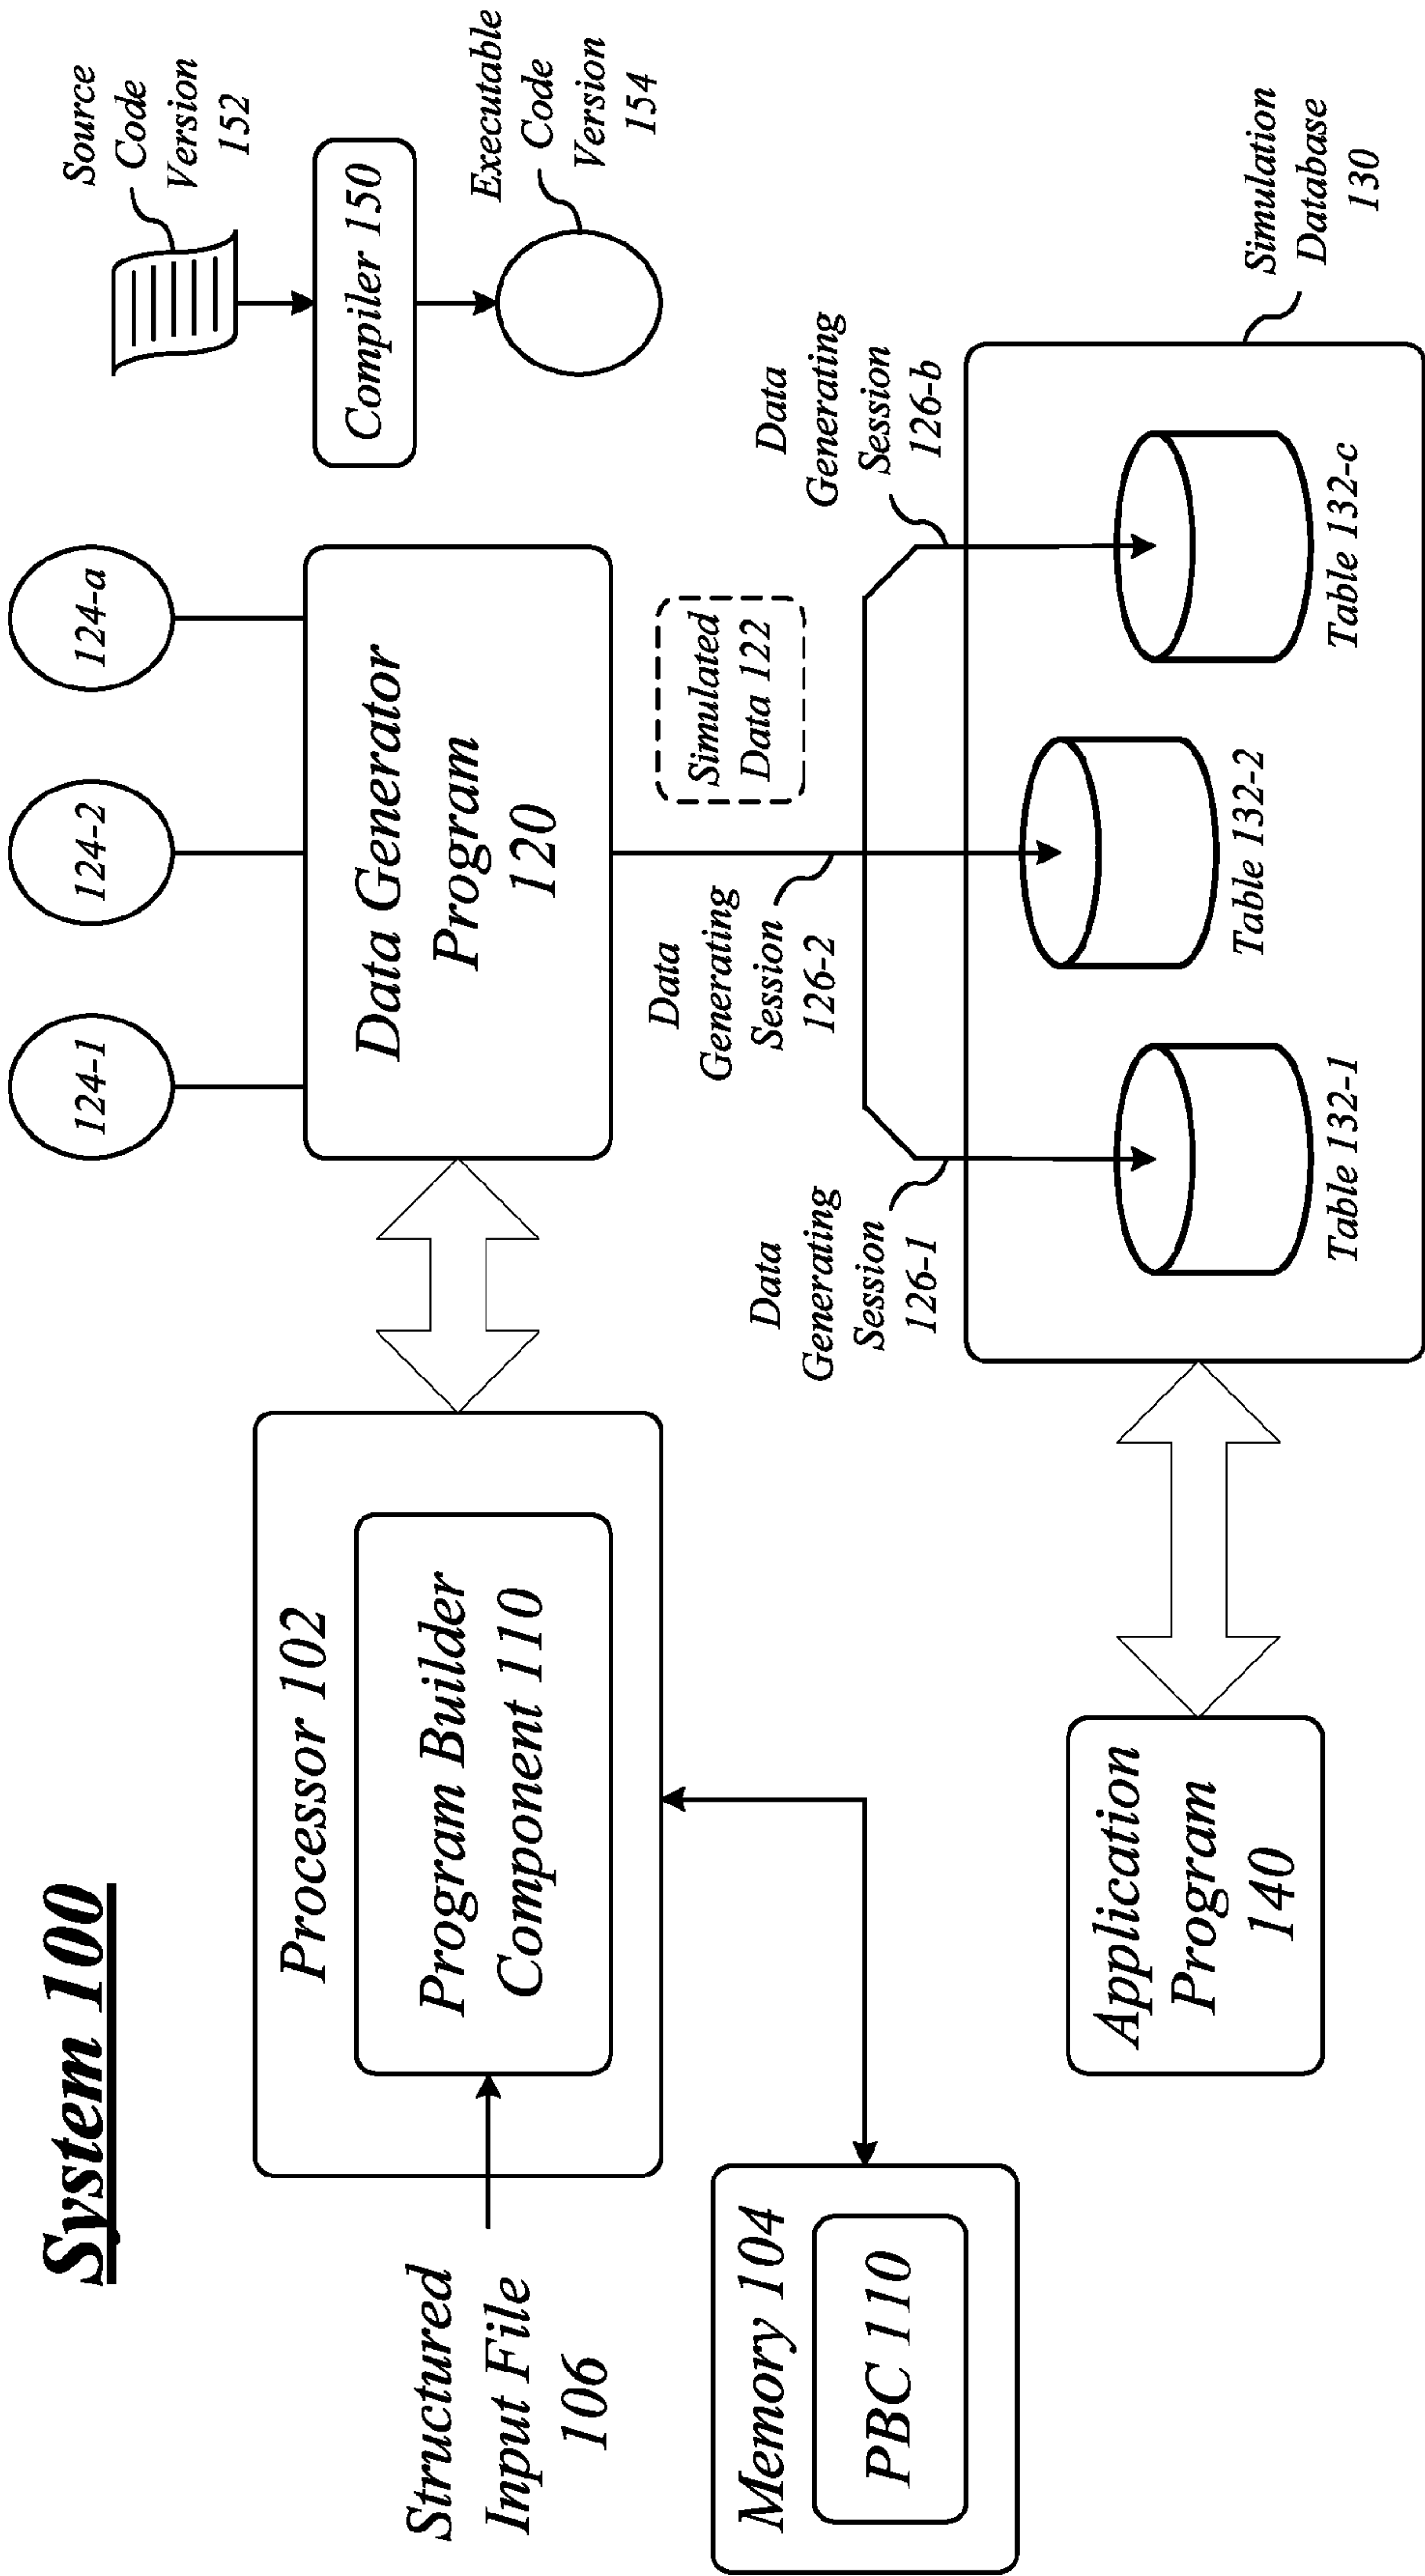 System 100
124-1
124-2
124-a
Source
Code
Version
152
Processor 102
Program Builder
Component 110
Data Generator
Program
120
Compiler 150
Structured
Input File
106
Executable
Code
Version
154
Simulated
Data 122
Data
Generating
Session
126-2
Memory 104
PBC 110
Data
Generating
Session
126-1
Data
Generating
Session
126-b
Application
Program
140
Table 132-1
Table 132-2
Table 132-c
Simulation
Database
130